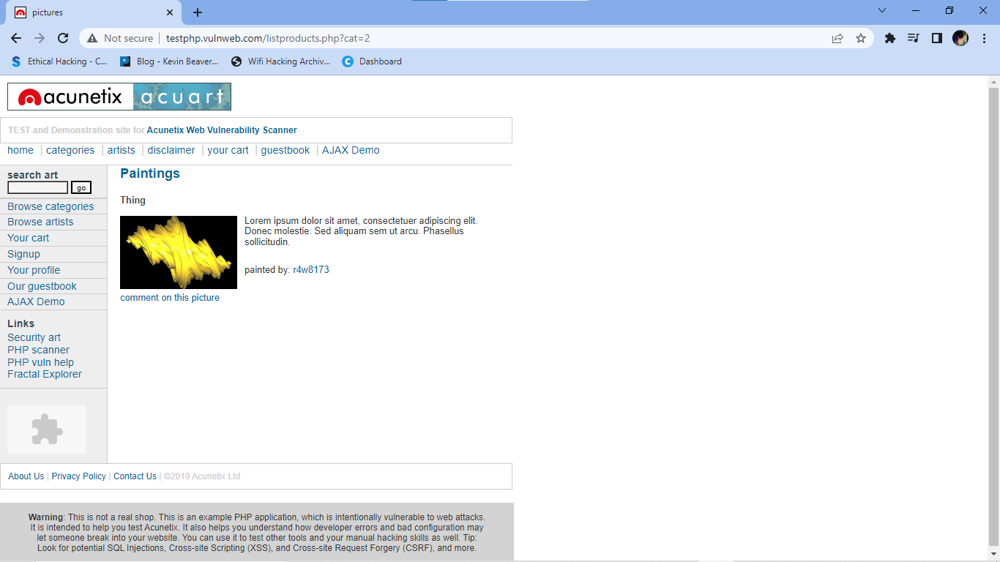 pictures
Not secure
testphp.vulnweb.com/listproducts.php?cat=2
Ethical Hacking - C...
Blog - Kevin Beaver...
Wifi Hacking Archiv...
Dashboard
acunetix acuart
TEST and Demonstration site for Acunetix Web Vulnerability Scanner
home | categories | artists | disclaimer | your cart | guestbook | AJAX Demo
search art
go
Browse categories
Browse artists
Your cart
Signup
Your profile
Our guestbook
AJAX Demo
Links
Security art
PHP scanner
PHP vuln help
Fractal Explorer
Paintings
Thing
Lorem ipsum dolor sit amet, consectetuer adipiscing elit.
Donec molestie. Sed aliquam sem ut arcu. Phasellus
sollicitudin.
painted by: r4w8173
comment on this picture
About Us | Privacy Policy | Contact Us | ©2019 Acunetix Ltd
Warning: This is not a real shop. This is an example PHP application, which is intentionally vulnerable to web attacks.
It is intended to help you test Acunetix. It also helps you understand how developer errors and bad configuration may
let someone break into your website. You can use it to test other tools and your manual hacking skills as well. Tip:
Look for potential SQL Injections, Cross-site Scripting (XSS), and Cross-site Request Forgery (CSRF), and more.